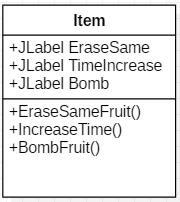 Item
+JLabel EraseSame
+JLabel TimeIncrease
+JLabel Bomb
+EraseSameFruit()
+IncreaseTime()
+BombFruit()